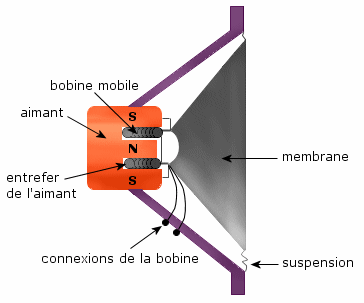 S
bobine mobile
aimant
N
membrane
entrefer
de l'aimant
S
connexions de la bobine
suspension